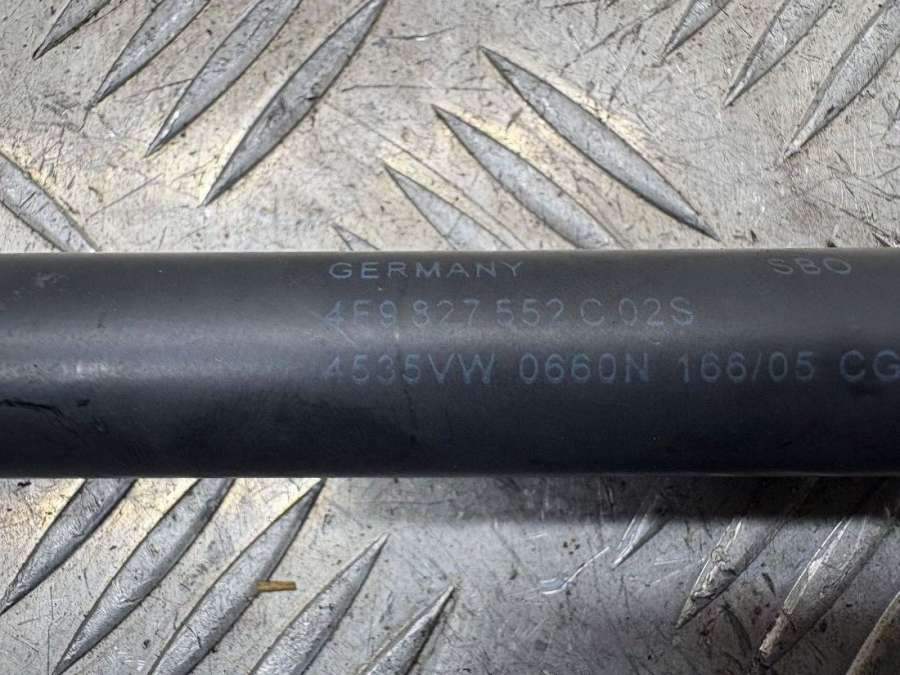 GERMANY SBO
4F9 827 552 C 02S
4535VW 0660N 166/05 CG